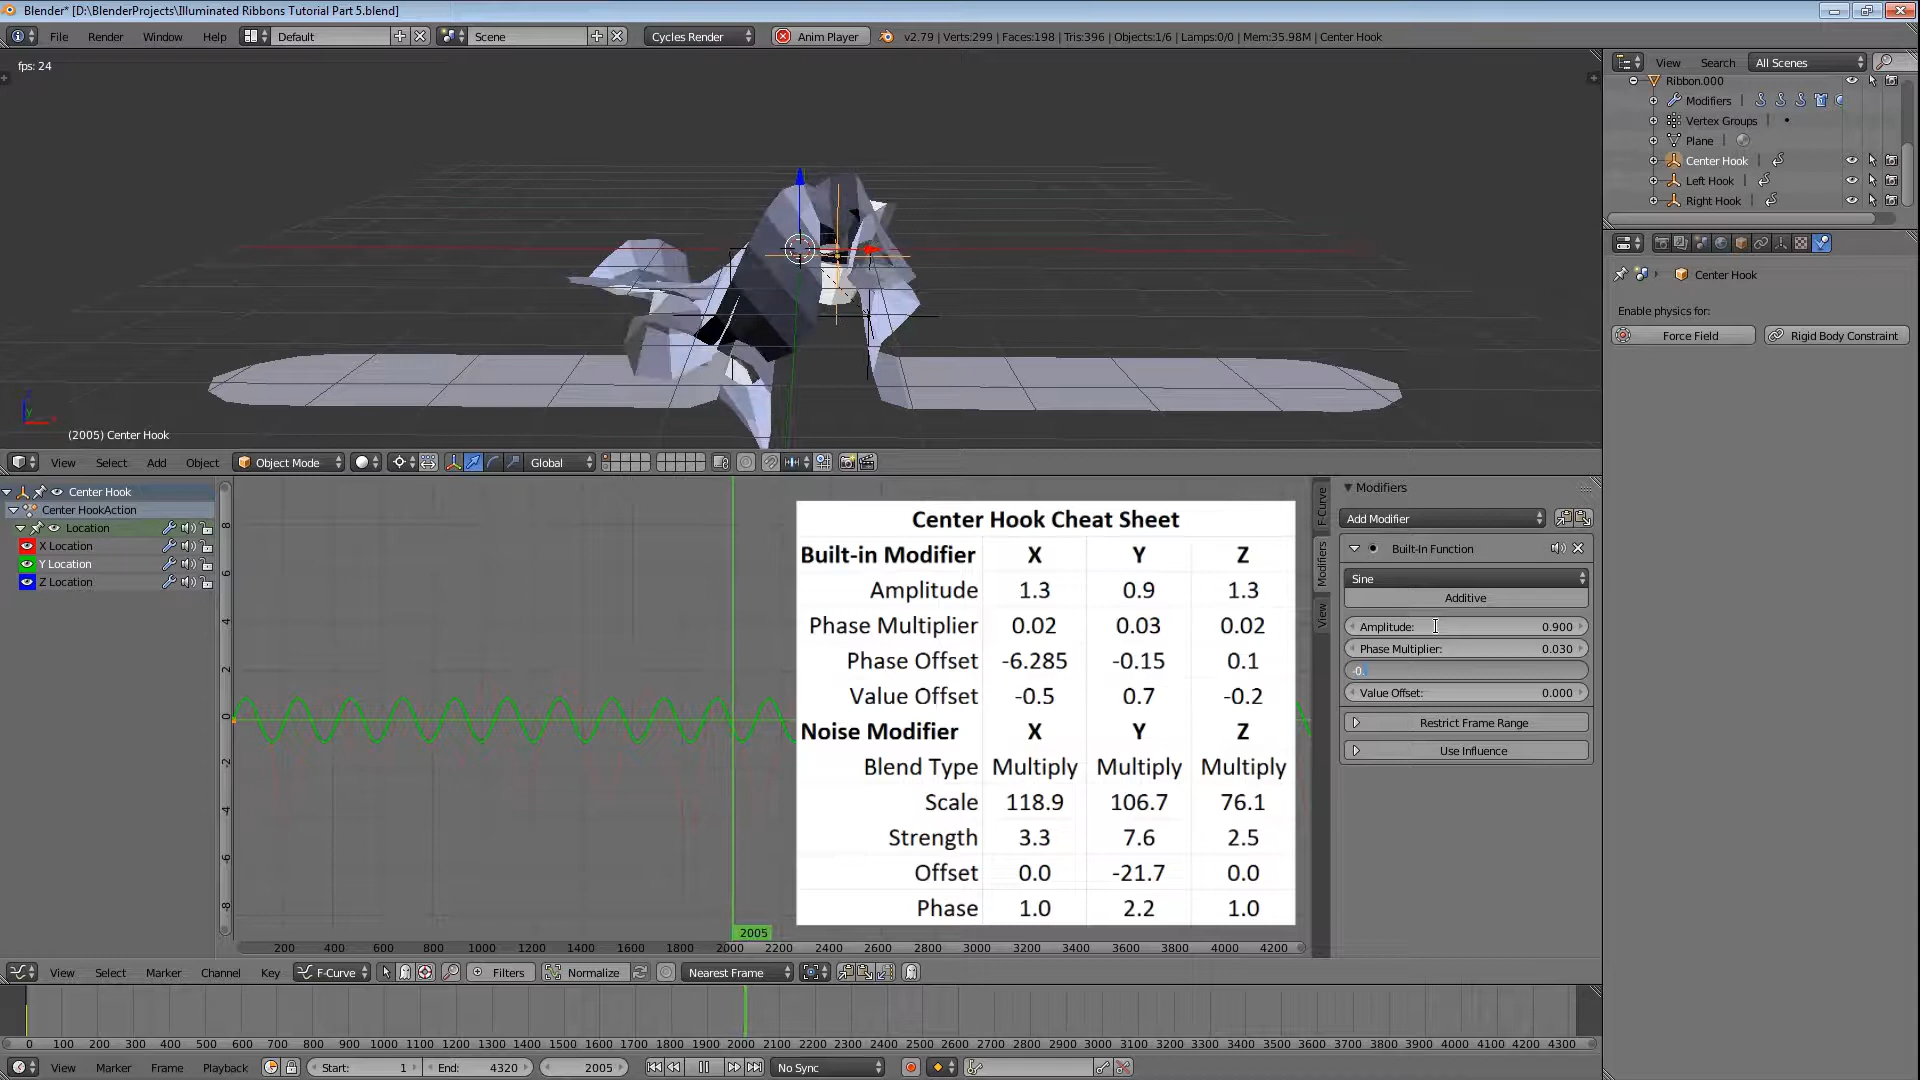 Blender* [D:\BlenderProjects\Illuminated Ribbons Tutorial Part 5.blend]
File Render Window Help Default Scene Cycles Render Anim Player v2.79 | Verts:299 | Faces:198 | Tris:396 | Objects:1/6 | Lamps:0/0 | Mem:35.98M | Center Hook
fps: 24
(2005) Center Hook
View Select Add Object Object Mode Global
View Search All Scenes
Ribbon.000
Modifiers
Vertex Groups
Plane
Center Hook
Left Hook
Right Hook
Center Hook
Enable physics for:
Force Field Rigid Body Constraint
Center Hook
Center HookAction
Location
X Location
Y Location
Z Location
8
6
4
2
0
-2
-4
-6
-8
Center Hook Cheat Sheet
Built-in Modifier X Y Z
Amplitude 1.3 0.9 1.3
Phase Multiplier 0.02 0.03 0.02
Phase Offset -6.285 -0.15 0.1
Value Offset -0.5 0.7 -0.2
Noise Modifier X Y Z
Blend Type Multiply Multiply Multiply
Scale 118.9 106.7 76.1
Strength 3.3 7.6 2.5
Offset 0.0 -21.7 0.0
Phase 1.0 2.2 1.0
2005
200 400 600 800 1000 1200 1400 1600 1800 2000 2200 2400 2600 2800 3000 3200 3400 3600 3800 4000 4200
F-Curve
Modifiers
View
Modifiers
Add Modifier
Built-In Function
Sine
Additive
Amplitude: 0.900
Phase Multiplier: 0.030
-0.
Value Offset: 0.000
Restrict Frame Range
Use Influence
View Select Marker Channel Key F-Curve Filters Normalize Nearest Frame
0 100 200 300 400 500 600 700 800 900 1000 1100 1200 1300 1400 1500 1600 1700 1800 1900 2000 2100 2200 2300 2400 2500 2600 2700 2800 2900 3000 3100 3200 3300 3400 3500 3600 3700 3800 3900 4000 4100 4200 4300
View Marker Frame Playback Start: 1 End: 4320 2005 No Sync